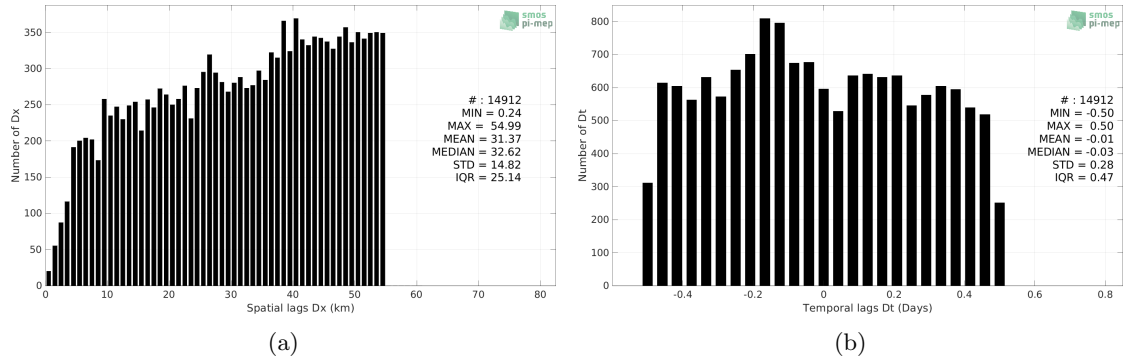 smos
pi-mep
350
300
250
200
150
100
50
0
Number of Dx
# : 14912
MIN = 0.24
MAX = 54.99
MEAN = 31.37
MEDIAN = 32.62
STD = 14.82
IQR = 25.14
0 10 20 30 40 50 60 70 80
Spatial lags Dx (km)
(a)
smos
pi-mep
800
700
600
500
400
300
200
100
0
Number of Dt
# : 14912
MIN = -0.50
MAX = 0.50
MEAN = -0.01
MEDIAN = -0.03
STD = 0.28
IQR = 0.47
-0.4 -0.2 0 0.2 0.4 0.6 0.8
Temporal lags Dt (Days)
(b)